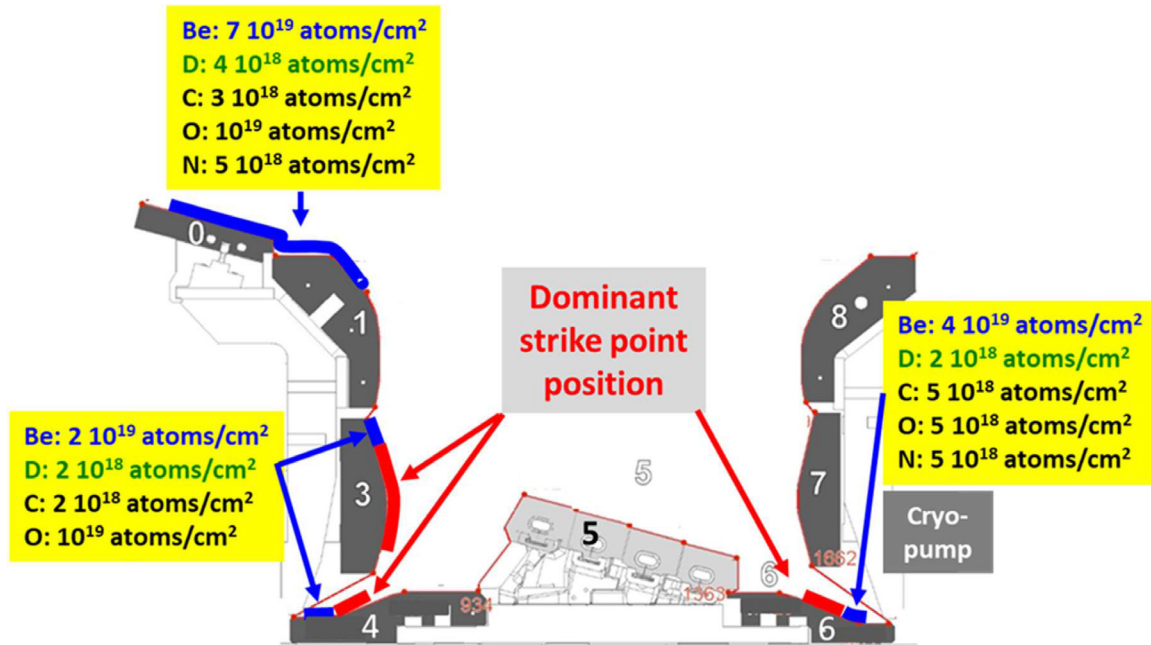 Be: 7 10¹⁹ atoms/cm²
D: 4 10¹⁸ atoms/cm²
C: 3 10¹⁸ atoms/cm²
O: 10¹⁹ atoms/cm²
N: 5 10¹⁸ atoms/cm²
0
1
8
Dominant
strike point
position
Be: 4 10¹⁹ atoms/cm²
D: 2 10¹⁸ atoms/cm²
C: 5 10¹⁸ atoms/cm²
O: 5 10¹⁸ atoms/cm²
N: 5 10¹⁸ atoms/cm²
Be: 2 10¹⁹ atoms/cm²
D: 2 10¹⁸ atoms/cm²
C: 2 10¹⁸ atoms/cm²
O: 10¹⁹ atoms/cm²
3
5
7
5
Cryo-
pump
1662
6
934
1363
4
6